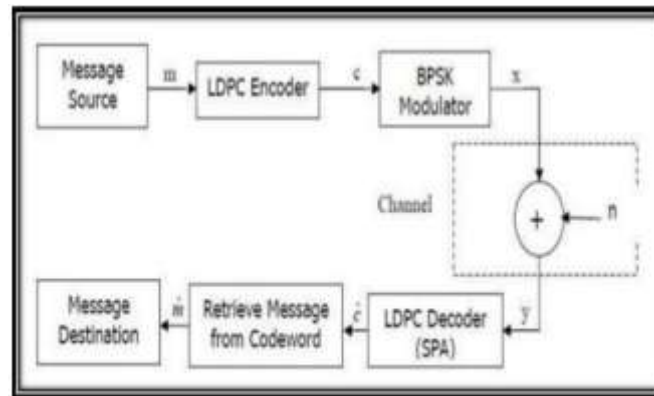 Message
Source
m
LDPC Encoder
c
BPSK
Modulator
x
Channel
+
n
Message
Destination
ṁ
Retrieve Message
from Codeword
ċ
LDPC Decoder
(SPA)
y